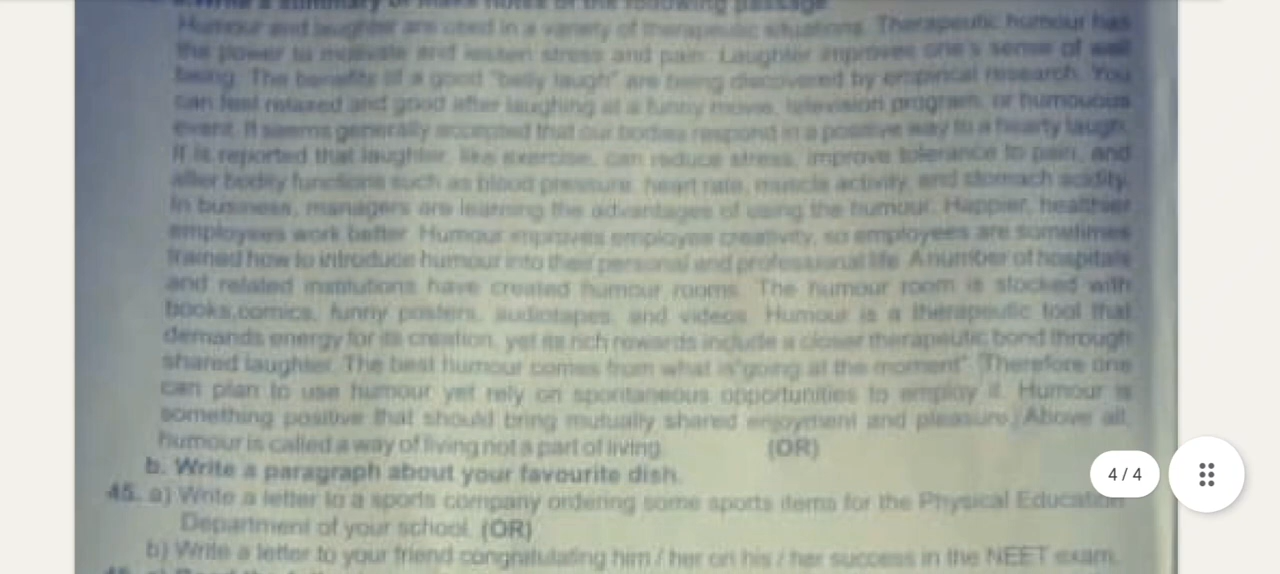 a. Write a summary or make notes of the following passage
Humour and laughter are used in a variety of therapeutic situations. Therapeutic humour has
the power to motivate and lessen stress and pain. Laughter improves one's sense of well
being. The benefits of a good "belly laugh" are being discovered by empirical research. You
can feel relaxed and good after laughing at a funny movie, television program, or humouous
event. It seems generally accepted that our bodies respond in a positive way to a hearty laugh.
It is reported that laughter, like exercise, can reduce stress, improve tolerance to pain, and
alter bodily functions such as blood pressure, heart rate, muscle activity, and stomach acidity.
In business, managers are learning the advantages of using the humour. Happier, healthier
employees work better. Humour improves employee creativity, so employees are sometimes
trained how to introduce humour into their personal and professional life. A number of hospitals
and related institutions have created humour rooms. The humour room is stocked with
books,comics, funny posters, audiotapes, and videos. Humour is a therapeutic tool that
demands energy for its creation, yet its rich rewards include a closer therapeutic bond through
shared laughter. The best humour comes from what is"going at the moment". Therefore one
can plan to use humour yet rely on spontaneous opportunities to employ it. Humour is
something positive that should bring mutually shared enjoyment and pleasure. Above all,
humour is called a way of living not a part of living. (OR)
b. Write a paragraph about your favourite dish.
45. a) Write a letter to a sports company ordering some sports items for the Physical Education
Department of your school. (OR)
b) Write a letter to your friend congratulating him / her on his / her success in the NEET exam.
4 / 4